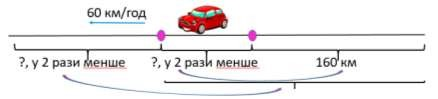 60 км/год
?, у 2 рази менше ?, у 2 рази менше 160 км